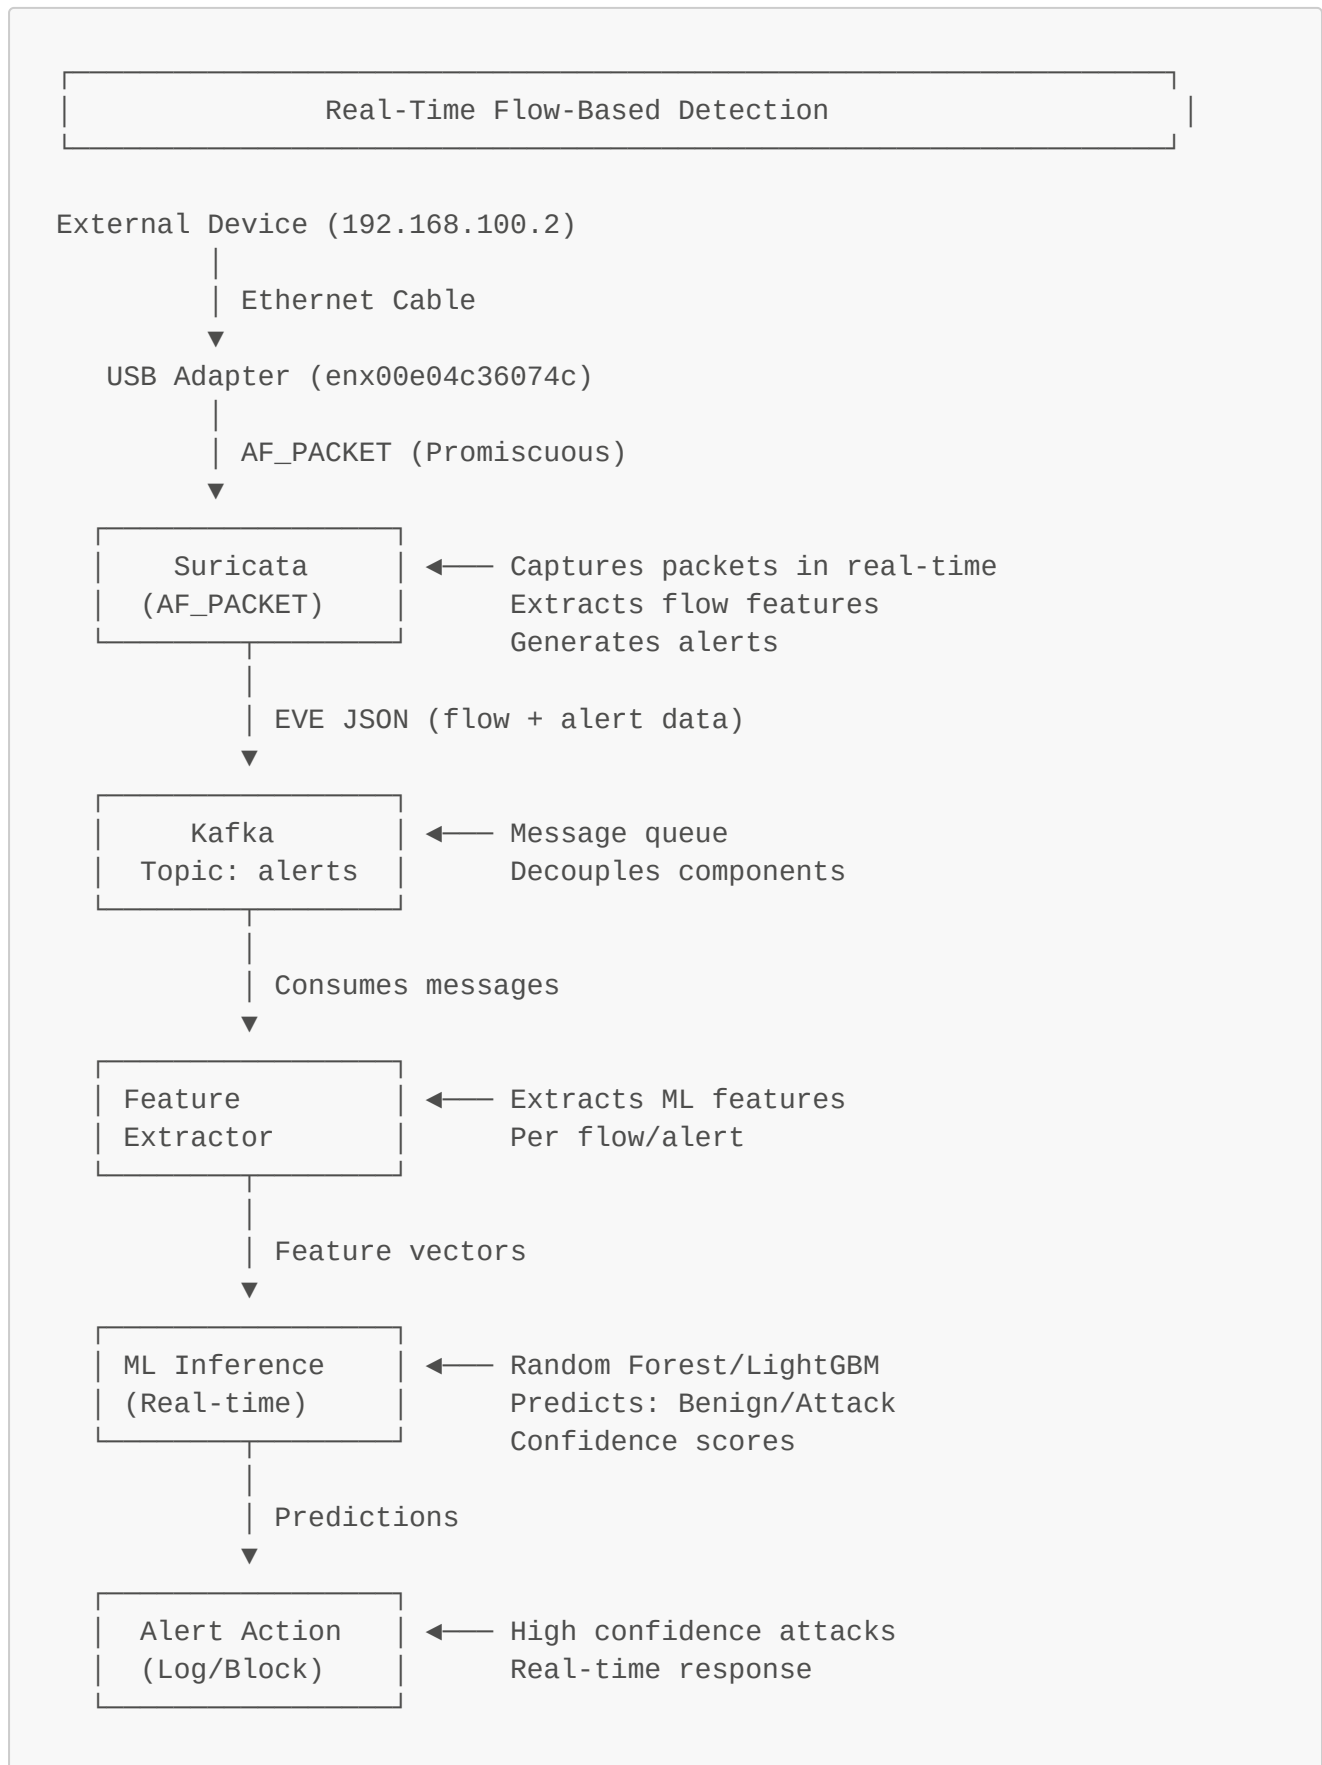 Real-Time Flow-Based Detection
External Device (192.168.100.2)
Ethernet Cable
USB Adapter (enx00e04c36074c)
AF_PACKET (Promiscuous)
Suricata ◄─── Captures packets in real-time
(AF_PACKET) Extracts flow features
Generates alerts
EVE JSON (flow + alert data)
Kafka ◄─── Message queue
Topic: alerts Decouples components
Consumes messages
Feature ◄─── Extracts ML features
Extractor Per flow/alert
Feature vectors
ML Inference ◄─── Random Forest/LightGBM
(Real-time) Predicts: Benign/Attack
Confidence scores
Predictions
Alert Action ◄─── High confidence attacks
(Log/Block) Real-time response